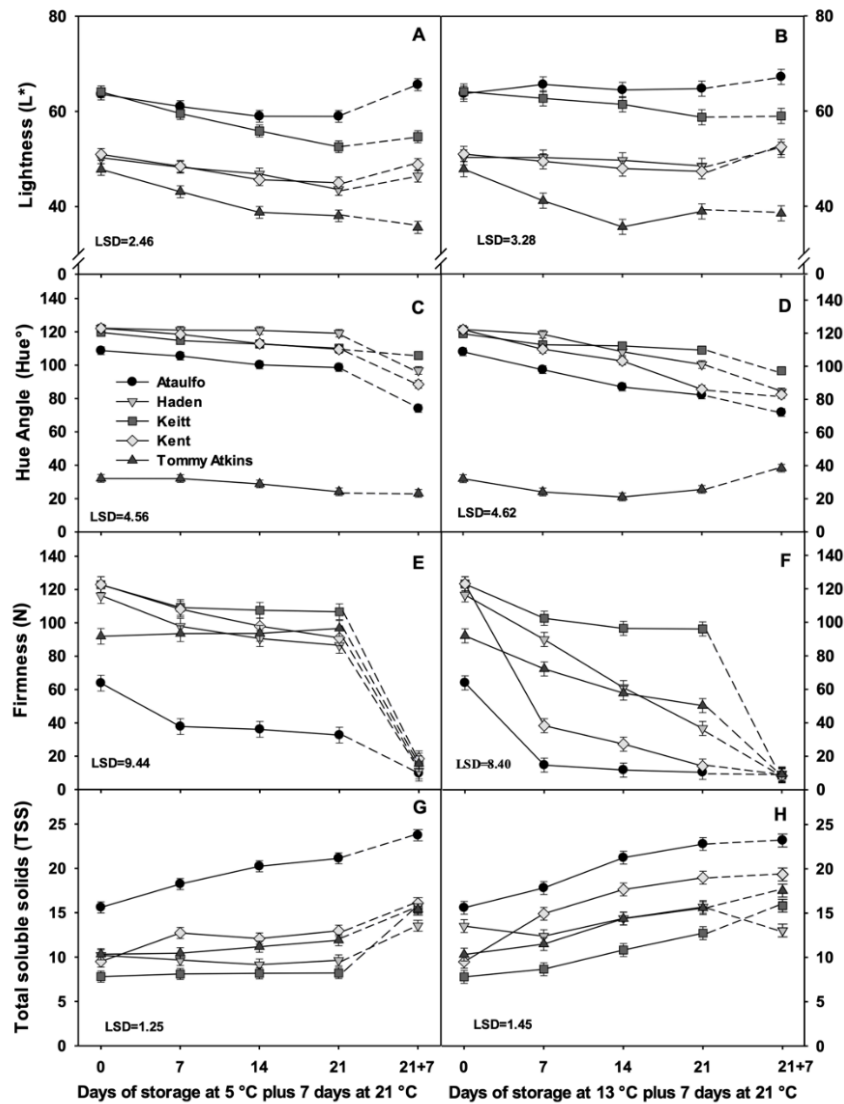 A
B
Lightness (L*)
80
60
40
0
80
60
40
0
LSD=2.46
LSD=3.28
C
D
Hue Angle (Hue°)
140
120
100
80
60
40
20
0
140
120
100
80
60
40
20
0
Ataulfo
Haden
Keitt
Kent
Tommy Atkins
LSD=4.56
LSD=4.62
E
F
Firmness (N)
140
120
100
80
60
40
20
0
140
120
100
80
60
40
20
0
LSD=9.44
LSD=8.40
G
H
Total soluble solids (TSS)
25
20
15
10
5
0
25
20
15
10
5
0
LSD=1.25
LSD=1.45
0 7 14 21 21+7
0 7 14 21 21+7
Days of storage at 5 °C plus 7 days at 21 °C
Days of storage at 13 °C plus 7 days at 21 °C